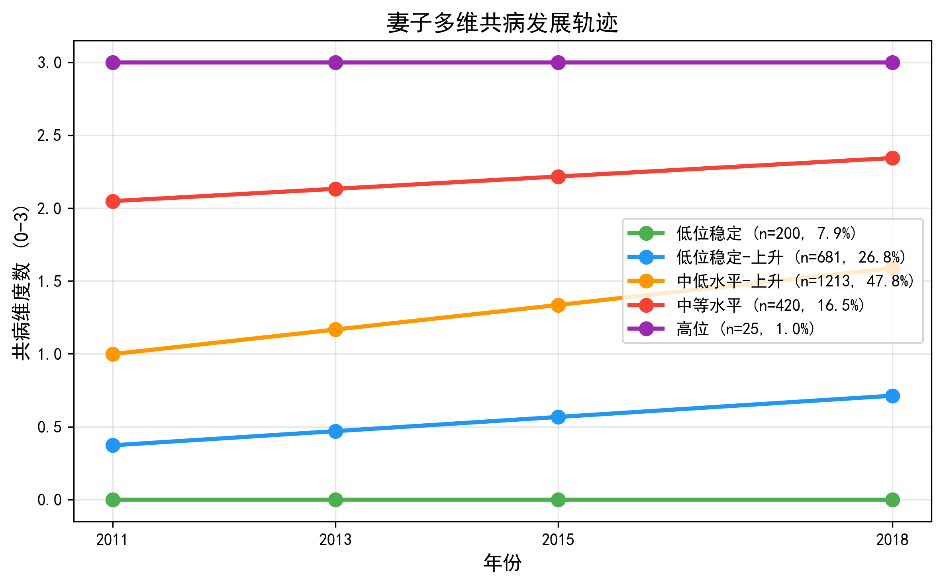 妻子多维共病发展轨迹
共病维度数 (0-3)
3.0
2.5
2.0
1.5
1.0
0.5
0.0
低位稳定 (n=200, 7.9%)
低位稳定-上升 (n=681, 26.8%)
中低水平-上升 (n=1213, 47.8%)
中等水平 (n=420, 16.5%)
高位 (n=25, 1.0%)
2011
2013
2015
2018
年份